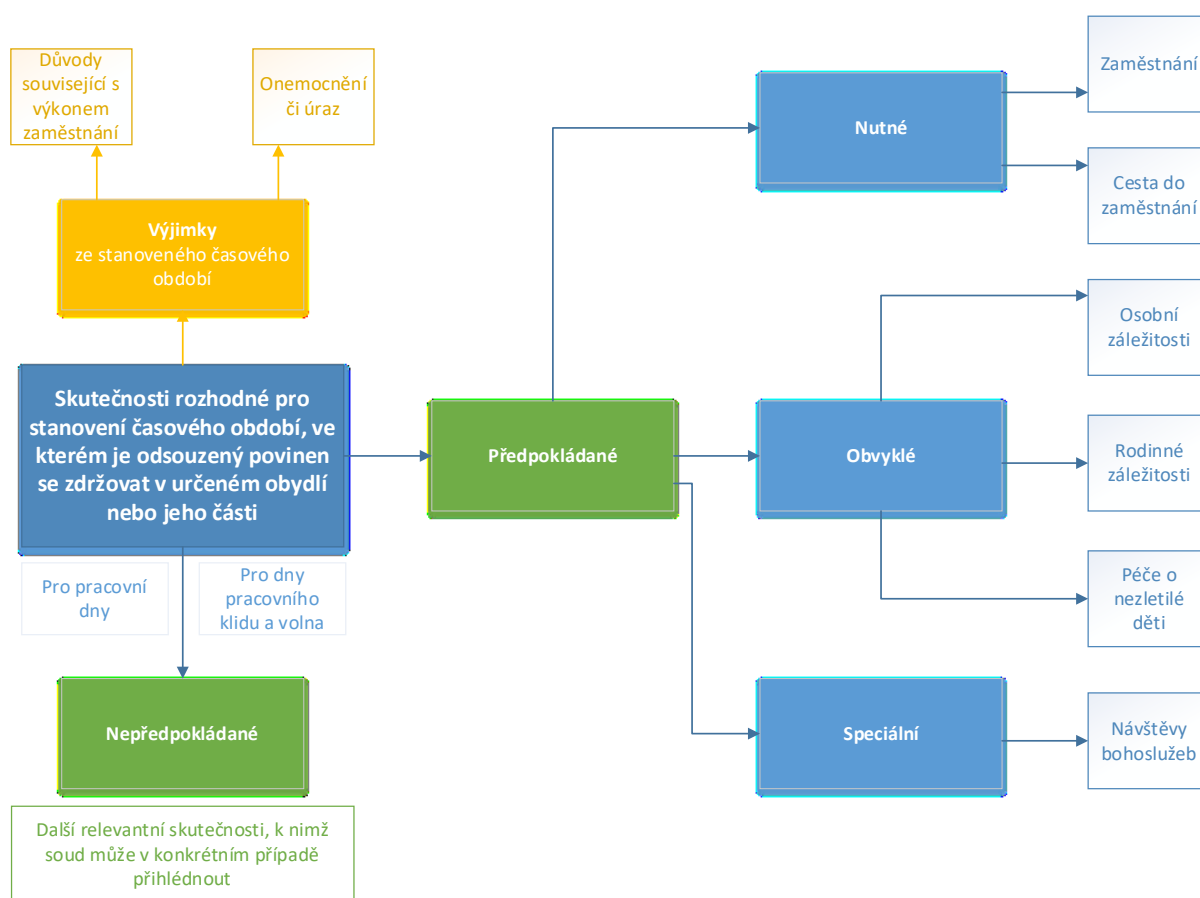 Důvody
související s
výkonem
zaměstnání
Onemocnění
či úraz
Výjimky
ze stanoveného časového
období
Skutečnosti rozhodné pro
stanovení časového období, ve
kterém je odsouzený povinen
se zdržovat v určeném obydlí
nebo jeho části
Pro pracovní
dny
Pro dny
pracovního
klidu a volna
Nepředpokládané
Další relevantní skutečnosti, k nimž
soud může v konkrétním případě
přihlédnout
Předpokládané
Nutné
Zaměstnání
Cesta do
zaměstnání
Obvyklé
Osobní
záležitosti
Rodinné
záležitosti
Péče o
nezletilé
děti
Speciální
Návštěvy
bohoslužeb